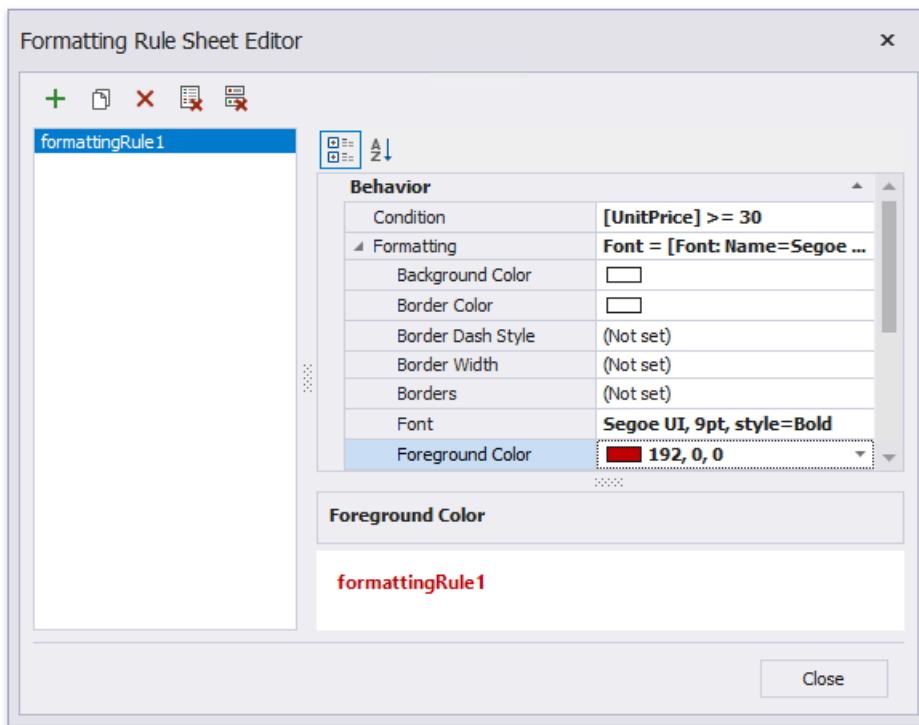 Formatting Rule Sheet Editor
formattingRule1
Behavior
Condition [UnitPrice] >= 30
Formatting Font = [Font: Name=Segoe ...
Background Color
Border Color
Border Dash Style (Not set)
Border Width (Not set)
Borders (Not set)
Font Segoe UI, 9pt, style=Bold
Foreground Color 192, 0, 0
Foreground Color
formattingRule1
Close